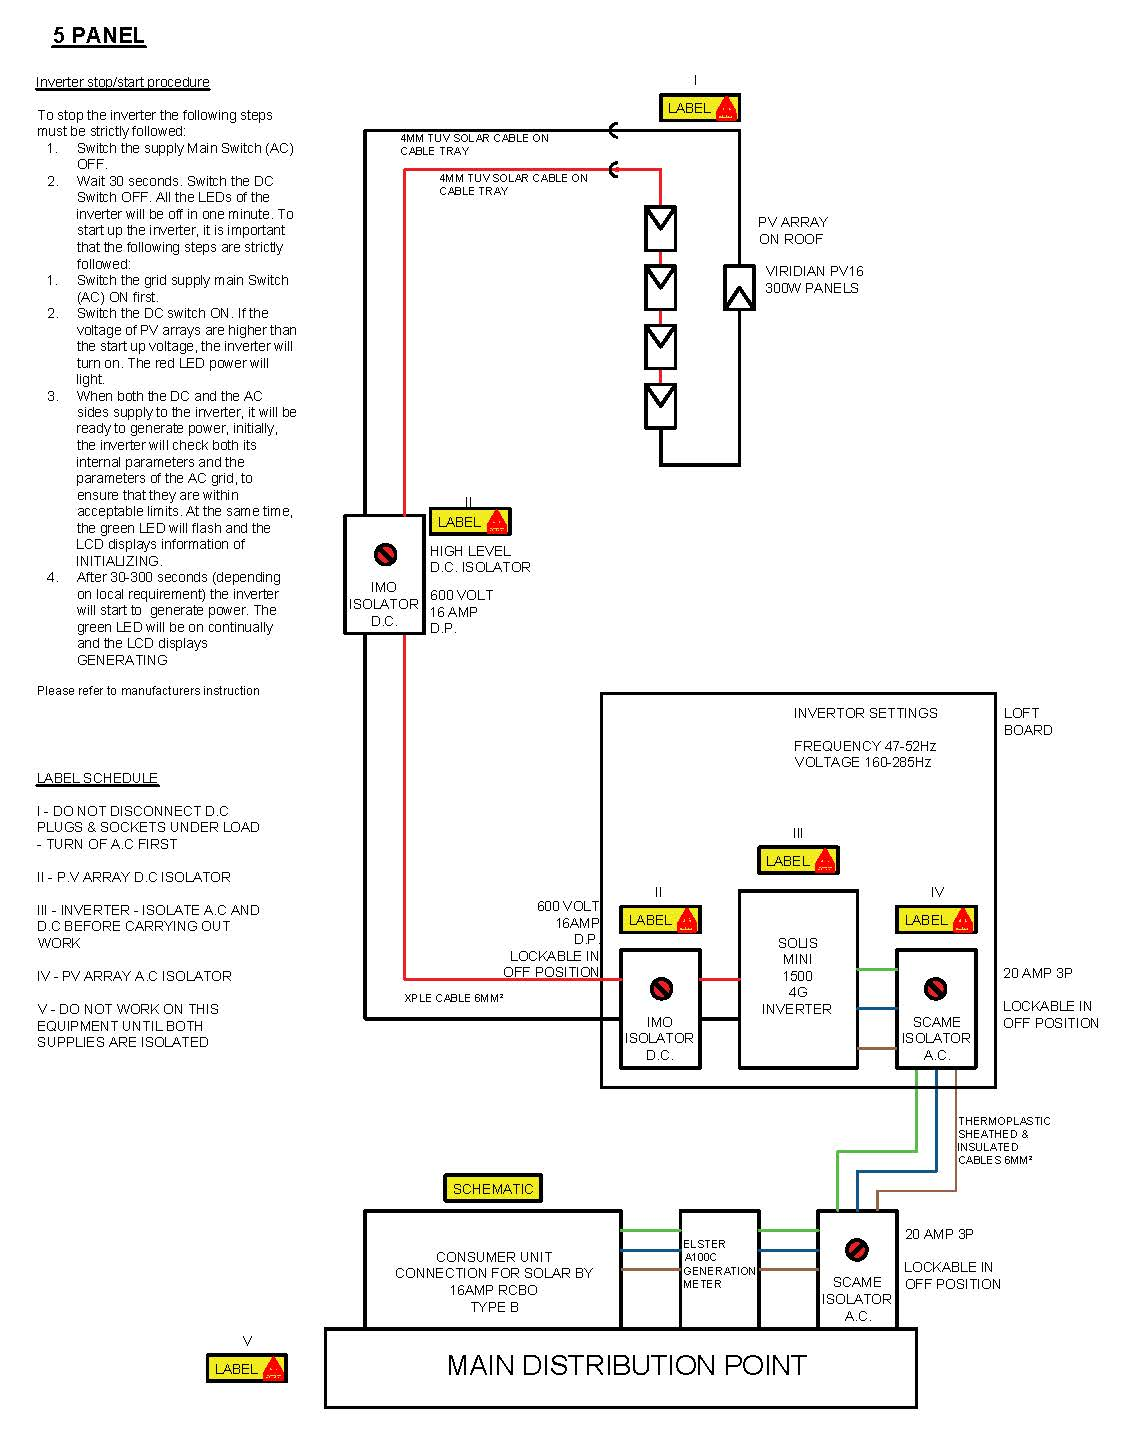 5 PANEL
Inverter stop/start procedure
To stop the inverter the following steps
must be strictly followed:
1. Switch the supply Main Switch (AC)
OFF.
2. Wait 30 seconds. Switch the DC
Switch OFF. All the LEDs of the
inverter will be off in one minute. To
start up the inverter, it is important
that the following steps are strictly
followed:
1. Switch the grid supply main Switch
(AC) ON first.
2. Switch the DC switch ON. If the
voltage of PV arrays are higher than
the start up voltage, the inverter will
turn on. The red LED power will
light.
3. When both the DC and the AC
sides supply to the inverter, it will be
ready to generate power, initially,
the inverter will check both its
internal parameters and the
parameters of the AC grid, to
ensure that they are within
acceptable limits. At the same time,
the green LED will flash and the
LCD displays information of
INITIALIZING.
4. After 30-300 seconds (depending
on local requirement) the inverter
will start to generate power. The
green LED will be on continually
and the LCD displays
GENERATING
Please refer to manufacturers instruction
LABEL SCHEDULE
I - DO NOT DISCONNECT D.C
PLUGS & SOCKETS UNDER LOAD
- TURN OF A.C FIRST
II - P.V ARRAY D.C ISOLATOR
III - INVERTER - ISOLATE A.C AND
D.C BEFORE CARRYING OUT
WORK
IV - PV ARRAY A.C ISOLATOR
V - DO NOT WORK ON THIS
EQUIPMENT UNTIL BOTH
SUPPLIES ARE ISOLATED
I
LABEL
4MM TUV SOLAR CABLE ON
CABLE TRAY
4MM TUV SOLAR CABLE ON
CABLE TRAY
PV ARRAY
ON ROOF
VIRIDIAN PV16
300W PANELS
II
LABEL
HIGH LEVEL
D.C. ISOLATOR
600 VOLT
16 AMP
D.P.
IMO
ISOLATOR
D.C.
INVERTOR SETTINGS
FREQUENCY 47-52Hz
VOLTAGE 160-285Hz
LOFT
BOARD
III
LABEL
II
LABEL
IV
LABEL
600 VOLT
16AMP
D.P.
LOCKABLE IN
OFF POSITION
XPLE CABLE 6MM²
IMO
ISOLATOR
D.C.
SOLIS
MINI
1500
4G
INVERTER
SCAME
ISOLATOR
A.C.
20 AMP 3P
LOCKABLE IN
OFF POSITION
THERMOPLASTIC
SHEATHED &
INSULATED
CABLES 6MM²
SCHEMATIC
CONSUMER UNIT
CONNECTION FOR SOLAR BY
16AMP RCBO
TYPE B
ELSTER
A100C
GENERATION
METER
SCAME
ISOLATOR
A.C.
20 AMP 3P
LOCKABLE IN
OFF POSITION
V
LABEL
MAIN DISTRIBUTION POINT